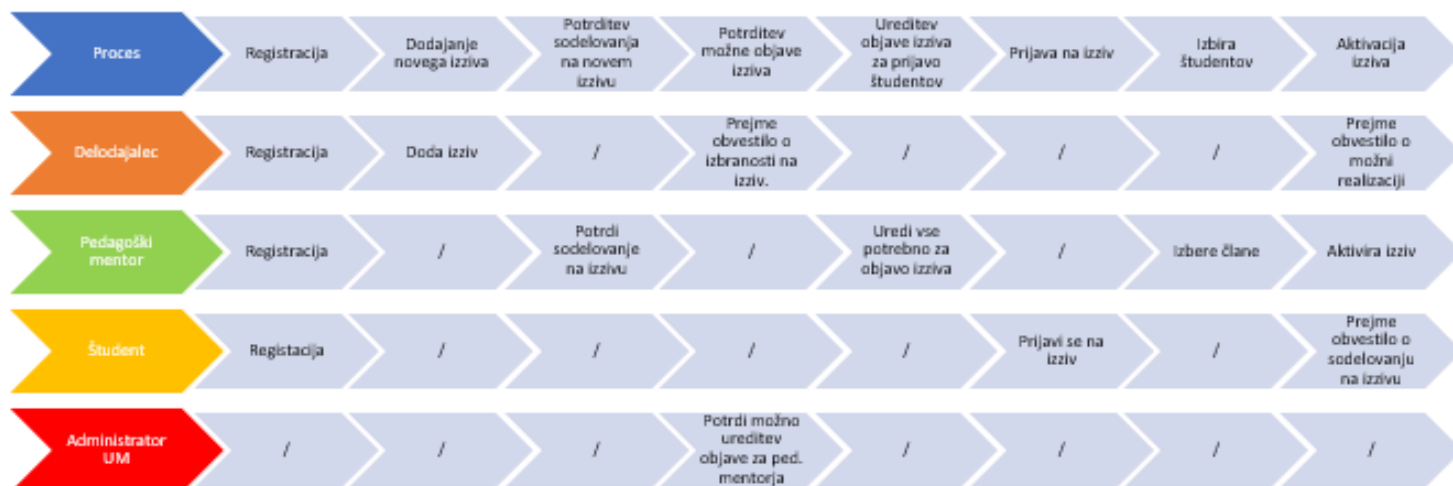 Proces
Registracija
Dodajanje
novega izziva
Potrditev
sodelovanja
na novem
izzivu
Potrditev
možne objave
izziva
Ureditev
objave izziva
za prijavo
študentov
Prijava na izziv
Izbira
študentov
Aktivacija
izziva
Delodajalec
Registracija
Doda izziv
/
Prejme
obvestilo o
izbranosti na
izziv.
/
/
/
Prejme
obvestilo o
možni
realizaciji
Pedagoški
mentor
Registracija
/
Potrdi
sodelovanje
na izzivu
/
Uredi vse
potrebno za
objavo izziva
/
Izbere člane
Aktivira izziv
Študent
Registacija
/
/
/
/
Prijavi se na
izziv
/
Prejme
obvestilo o
sodelovanju
na izzivu
Administrator
UM
/
/
/
Potrdi možno
ureditev
objave za ped.
mentorja
/
/
/
/